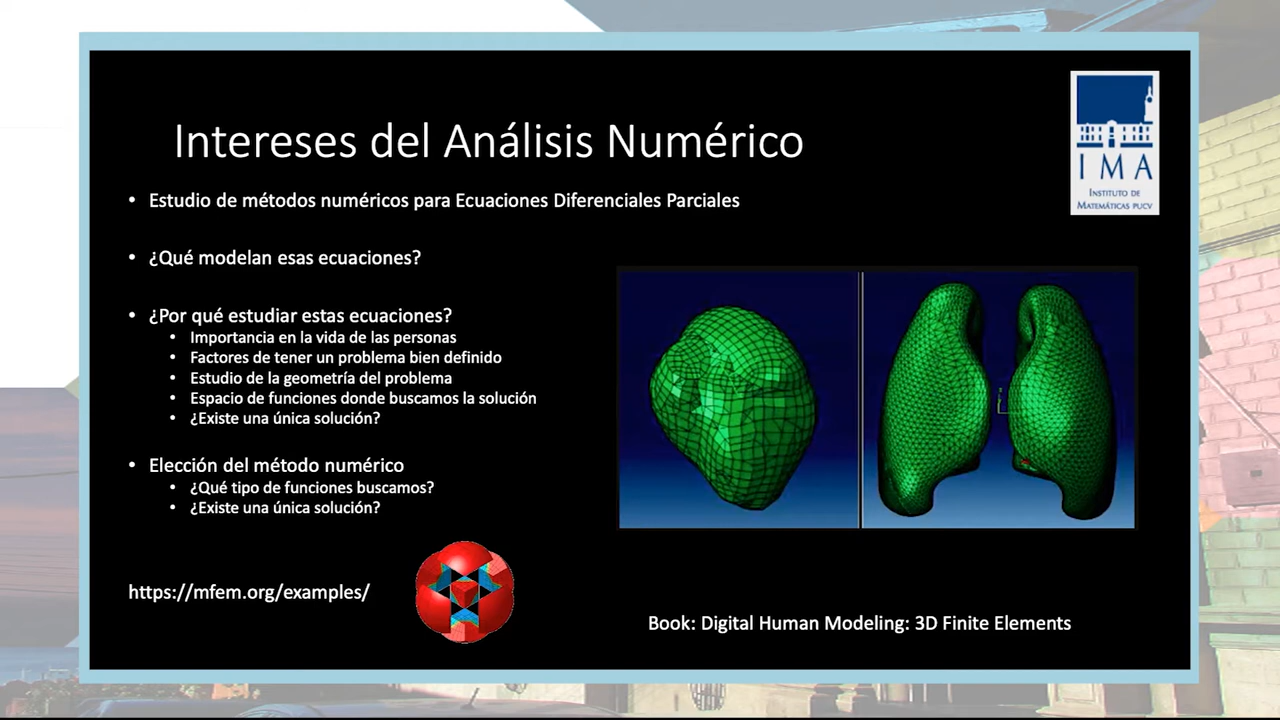 Intereses del Análisis Numérico
• Estudio de métodos numéricos para Ecuaciones Diferenciales Parciales
• ¿Qué modelan esas ecuaciones?
• ¿Por qué estudiar estas ecuaciones?
• Importancia en la vida de las personas
• Factores de tener un problema bien definido
• Estudio de la geometría del problema
• Espacio de funciones donde buscamos la solución
• ¿Existe una única solución?
• Elección del método numérico
• ¿Qué tipo de funciones buscamos?
• ¿Existe una única solución?
https://mfem.org/examples/
Book: Digital Human Modeling: 3D Finite Elements
IMA
INSTITUTO DE
MATEMÁTICAS PUCV